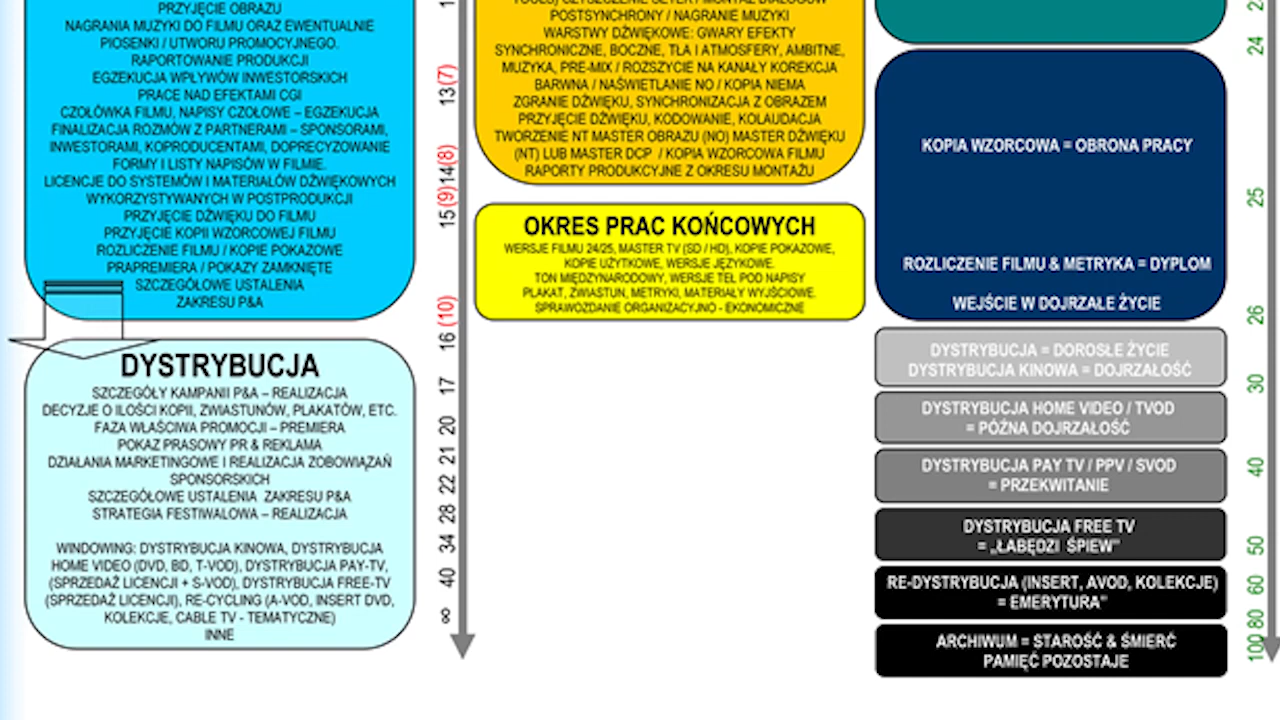 PRZYJĘCIE OBRAZU
NAGRANIA MUZYKI DO FILMU ORAZ EWENTUALNIE
PIOSENKI / UTWORU PROMOCYJNEGO.
RAPORTOWANIE PRODUKCJI
EGZEKUCJA WPŁYWÓW INWESTORSKICH
PRACE NAD EFEKTAMI CGI
CZOŁÓWKA FILMU, NAPISY CZOŁOWE – EGZEKUCJA
FINALIZACJA ROZMÓW Z PARTNERAMI – SPONSORAMI,
INWESTORAMI, KOPRODUCENTAMI, DOPRECYZOWANIE
FORMY I LISTY NAPISÓW W FILMIE.
LICENCJE DO SYSTEMÓW I MATERIAŁÓW DŹWIĘKOWYCH
WYKORZYSTYWANYCH W POSTPRODUKCJI
PRZYJĘCIE DŹWIĘKU DO FILMU
PRZYJĘCIE KOPII WZORCOWEJ FILMU
ROZLICZENIE FILMU / KOPIE POKAZOWE
PRAPREMIERA / POKAZY ZAMKNIĘTE
SZCZEGÓŁOWE USTALENIA
ZAKRESU P&A
DYSTRYBUCJA
SZCZEGÓŁY KAMPANII P&A – REALIZACJA
DECYZJE O ILOŚCI KOPII, ZWIASTUNÓW, PLAKATÓW, ETC.
FAZA WŁAŚCIWA PROMOCJI – PREMIERA
POKAZ PRASOWY PR & REKLAMA
DZIAŁANIA MARKETINGOWE I REALIZACJA ZOBOWIĄZAŃ
SPONSORSKICH
SZCZEGÓŁOWE USTALENIA ZAKRESU P&A
STRATEGIA FESTIWALOWA – REALIZACJA
WINDOWING: DYSTRYBUCJA KINOWA, DYSTRYBUCJA
HOME VIDEO (DVD, BD, T-VOD), DYSTRYBUCJA PAY-TV,
(SPRZEDAŻ LICENCJI + S-VOD), DYSTRYBUCJA FREE-TV
(SPRZEDAŻ LICENCJI), RE-CYCLING (A-VOD, INSERT DVD,
KOLEKCJE, CABLE TV - TEMATYCZNE)
INNE
13(7)
14(8)
15 (9)
16 (10)
17
20
21
22
28
34
40
∞
POSTSYNCHRONY / NAGRANIE MUZYKI
WARSTWY DŹWIĘKOWE: GWARY EFEKTY
SYNCHRONICZNE, BOCZNE, TŁA I ATMOSFERY, AMBITNE,
MUZYKA, PRE-MIX / ROZSZYCIE NA KANAŁY KOREKCJA
BARWNA / NAŚWIETLANIE NO / KOPIA NIEMA
ZGRANIE DŹWIĘKU, SYNCHRONIZACJA Z OBRAZEM
PRZYJĘCIE DŹWIĘKU, KODOWANIE, KOLAUDACJA
TWORZENIE NT MASTER OBRAZU (NO) MASTER DŹWIĘKU
(NT) LUB MASTER DCP / KOPIA WZORCOWA FILMU
RAPORTY PRODUKCYJNE Z OKRESU MONTAŻU
OKRES PRAC KOŃCOWYCH
WERSJE FILMU 24/25, MASTER TV (SD / HD), KOPIE POKAZOWE,
KOPIE UŻYTKOWE, WERSJE JĘZYKOWE.
TON MIĘDZYNARODOWY, WERSJE TEL POD NAPISY
PLAKAT, ZWIASTUN, METRYKI, MATERIAŁY WYJŚCIOWE.
SPRAWOZDANIE ORGANIZACYJNO - EKONOMICZNE
KOPIA WZORCOWA = OBRONA PRACY
ROZLICZENIE FILMU & METRYKA = DYPLOM
WEJŚCIE W DOJRZAŁE ŻYCIE
DYSTRYBUCJA = DOROSŁE ŻYCIE
DYSTRYBUCJA KINOWA = DOJRZAŁOŚĆ
DYSTRYBUCJA HOME VIDEO / TVOD
= PÓŹNA DOJRZAŁOŚĆ
DYSTRYBUCJA PAY TV / PPV / SVOD
= PRZEKWITANIE
DYSTRYBUCJA FREE TV
= „ŁABĘDZI ŚPIEW”
RE-DYSTRYBUCJA (INSERT, AVOD, KOLEKCJE)
= EMERYTURA”
ARCHIWUM = STAROŚĆ & ŚMIERĆ
PAMIĘĆ POZOSTAJE
24
25
26
30
40
50
60
80
100